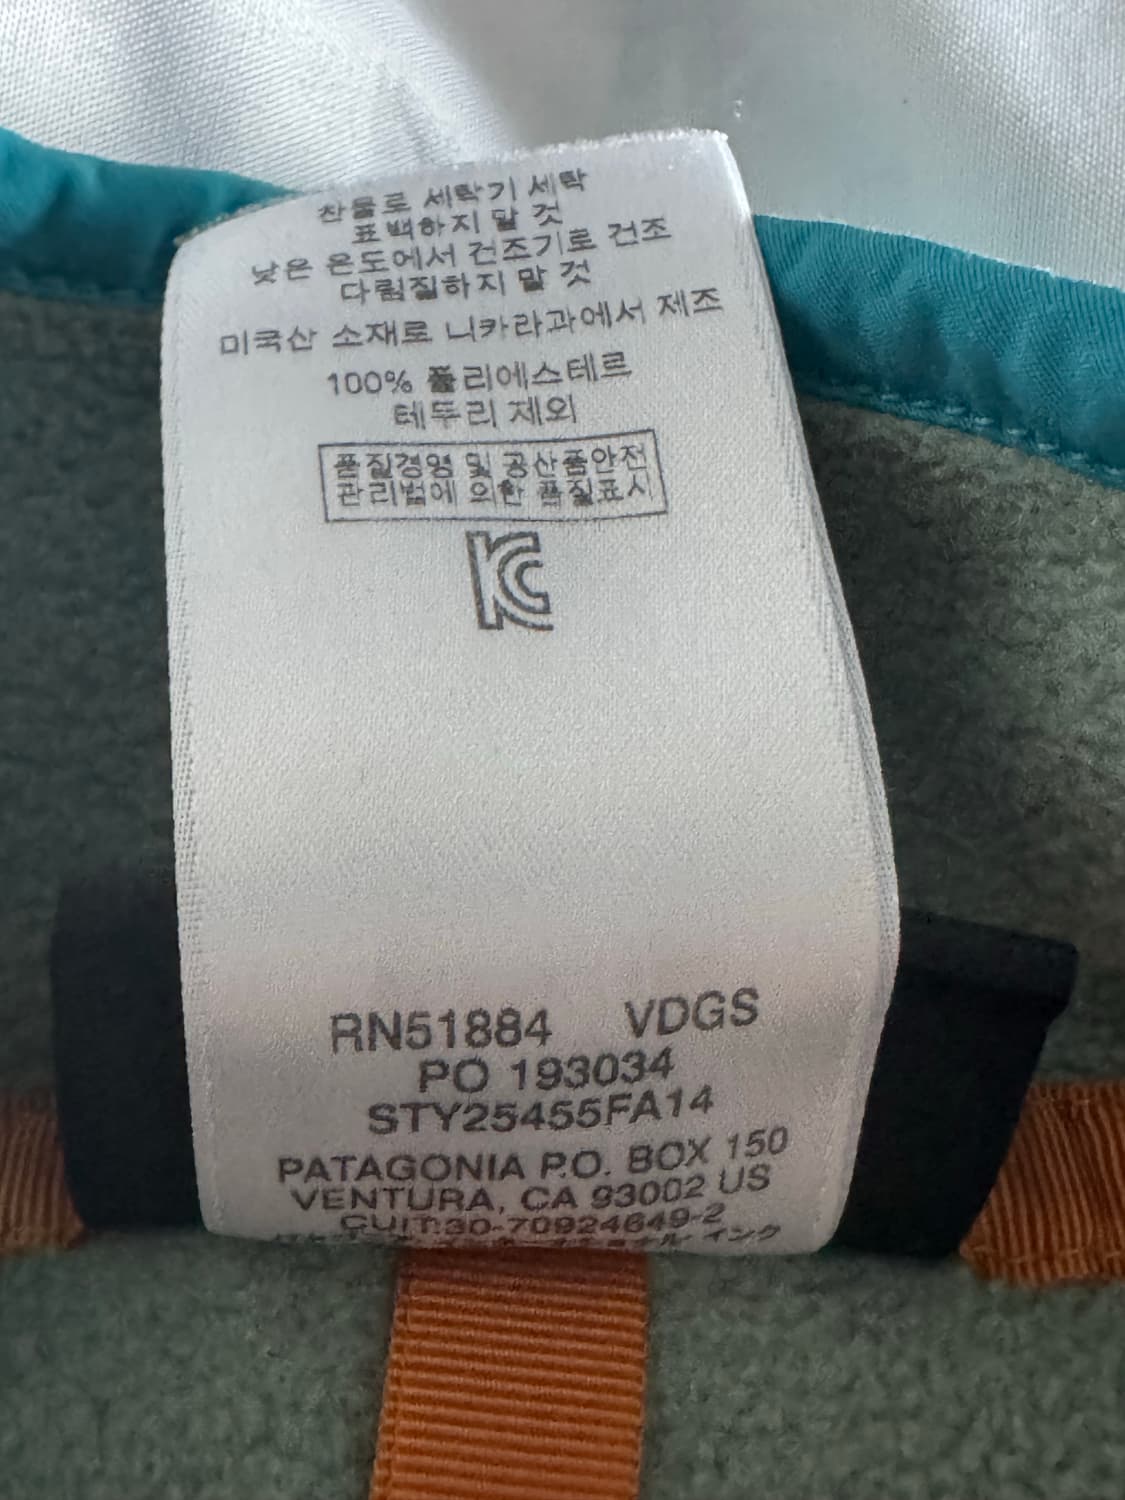 찬물로 세탁기 세탁
표백하지 말 것
낮은 온도에서 건조기로 건조
다림질하지 말 것
미국산 소재로 니카라과에서 제조
100% 폴리에스테르
테두리 제외
품질경영 및 공산품안전
관리법에 의한 품질표시
KC
RN51884 VDGS
PO 193034
STY25455FA14
PATAGONIA P.O. BOX 150
VENTURA, CA 93002 US
CUIT:30-70924649-2
インク